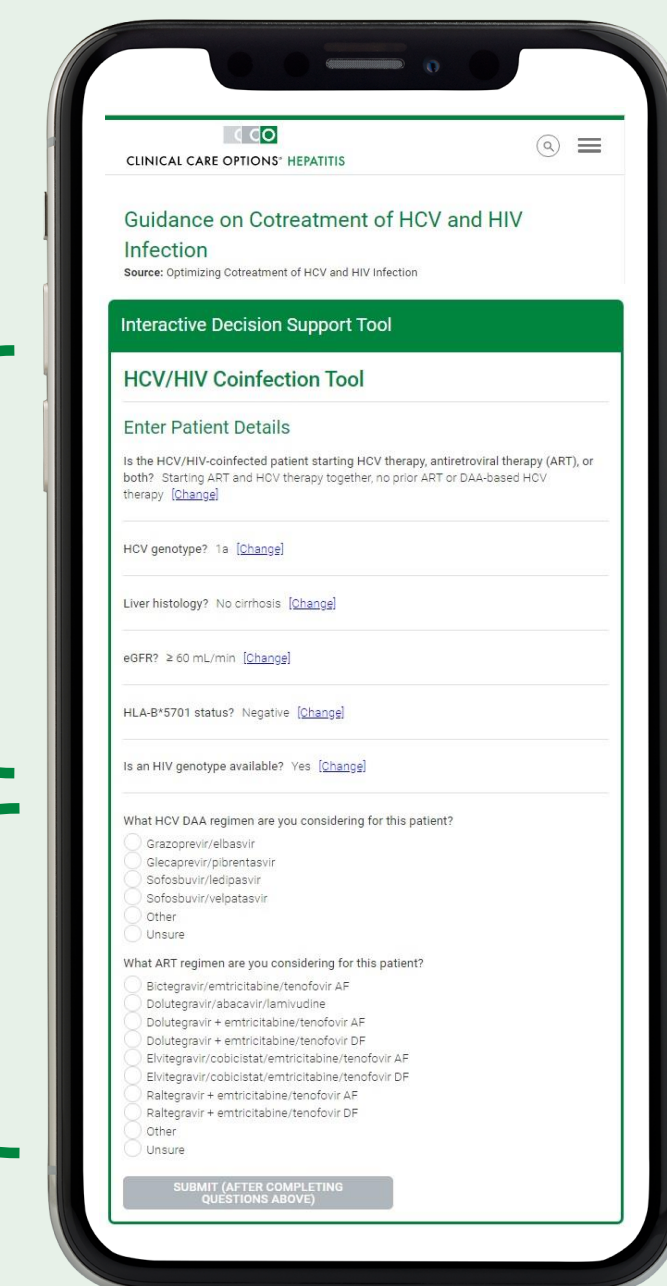 CCO
CLINICAL CARE OPTIONS® HEPATITIS
Guidance on Cotreatment of HCV and HIV
Infection
Source: Optimizing Cotreatment of HCV and HIV Infection
Interactive Decision Support Tool
HCV/HIV Coinfection Tool
Enter Patient Details
Is the HCV/HIV-coinfected patient starting HCV therapy, antiretroviral therapy (ART), or
both? Starting ART and HCV therapy together, no prior ART or DAA-based HCV
therapy [Change]
HCV genotype? 1a [Change]
Liver histology? No cirrhosis [Change]
eGFR? ≥ 60 mL/min [Change]
HLA-B*5701 status? Negative [Change]
Is an HIV genotype available? Yes [Change]
What HCV DAA regimen are you considering for this patient?
Grazoprevir/elbasvir
Glecaprevir/pibrentasvir
Sofosbuvir/ledipasvir
Sofosbuvir/velpatasvir
Other
Unsure
What ART regimen are you considering for this patient?
Bictegravir/emtricitabine/tenofovir AF
Dolutegravir/abacavir/lamivudine
Dolutegravir + emtricitabine/tenofovir AF
Dolutegravir + emtricitabine/tenofovir DF
Elvitegravir/cobicistat/emtricitabine/tenofovir AF
Elvitegravir/cobicistat/emtricitabine/tenofovir DF
Raltegravir + emtricitabine/tenofovir AF
Raltegravir + emtricitabine/tenofovir DF
Other
Unsure
SUBMIT (AFTER COMPLETING
QUESTIONS ABOVE)